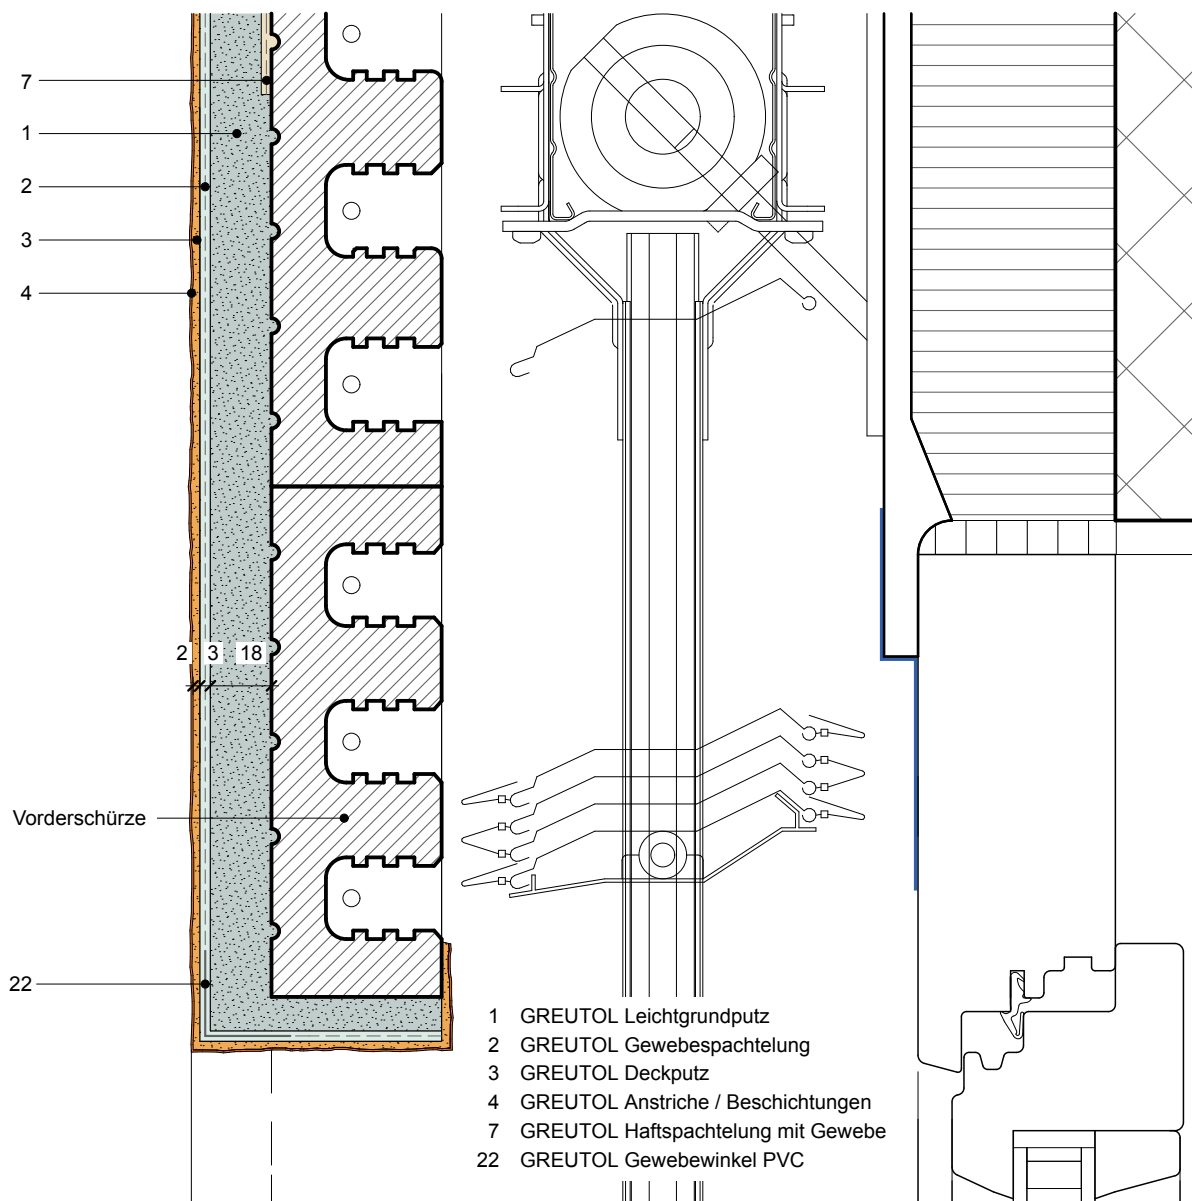 7
1
2
3
4
2 3 18
Vorderschürze
22
1 GREUTOL Leichtgrundputz
2 GREUTOL Gewebespachtelung
3 GREUTOL Deckputz
4 GREUTOL Anstriche / Beschichtungen
7 GREUTOL Haftspachtelung mit Gewebe
22 GREUTOL Gewebewinkel PVC